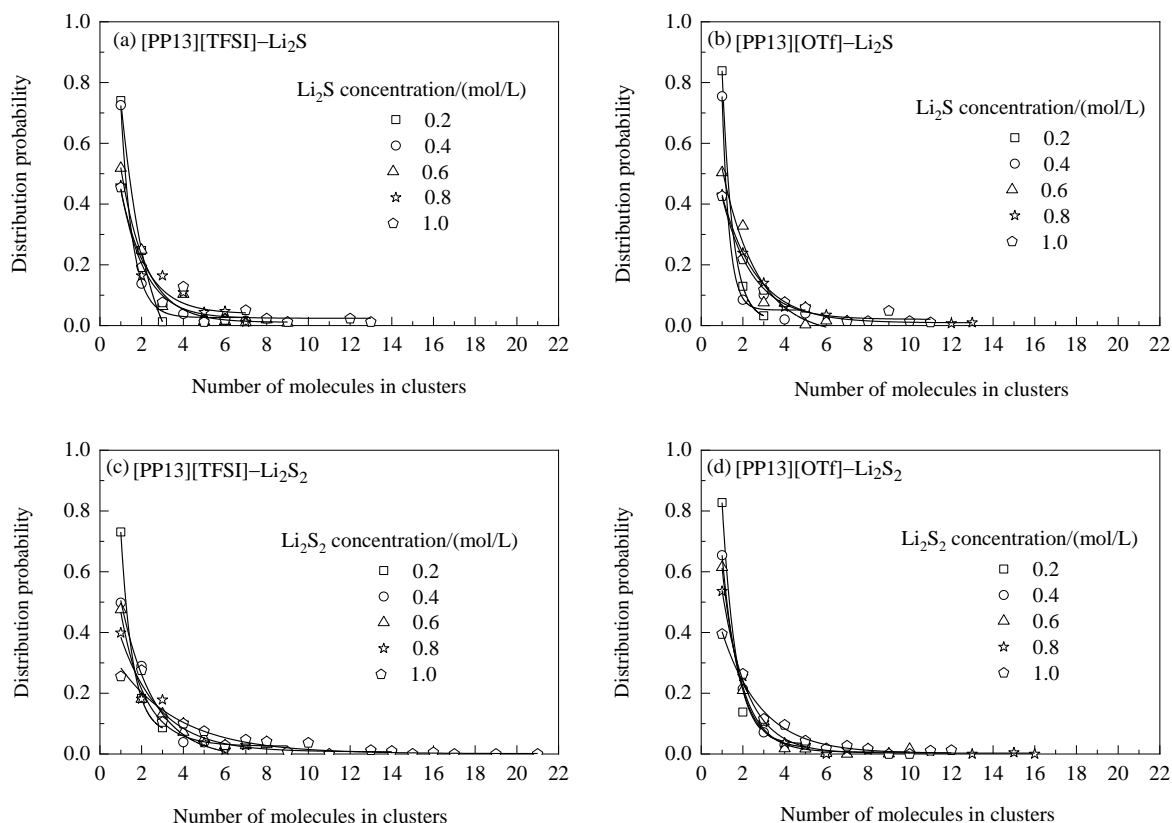 (a) [PP13][TFSI]−Li₂S
Li₂S concentration/(mol/L)
0.2
0.4
0.6
0.8
1.0
Distribution probability
1.0
0.8
0.6
0.4
0.2
0.0
0 2 4 6 8 10 12 14 16 18 20 22
Number of molecules in clusters
(b) [PP13][OTf]−Li₂S
Li₂S concentration/(mol/L)
0.2
0.4
0.6
0.8
1.0
Distribution probability
1.0
0.8
0.6
0.4
0.2
0.0
0 2 4 6 8 10 12 14 16 18 20 22
Number of molecules in clusters
(c) [PP13][TFSI]−Li₂S₂
Li₂S₂ concentration/(mol/L)
0.2
0.4
0.6
0.8
1.0
Distribution probability
1.0
0.8
0.6
0.4
0.2
0.0
0 2 4 6 8 10 12 14 16 18 20 22
Number of molecules in clusters
(d) [PP13][OTf]−Li₂S₂
Li₂S₂ concentration/(mol/L)
0.2
0.4
0.6
0.8
1.0
Distribution probability
1.0
0.8
0.6
0.4
0.2
0.0
0 2 4 6 8 10 12 14 16 18 20 22
Number of molecules in clusters